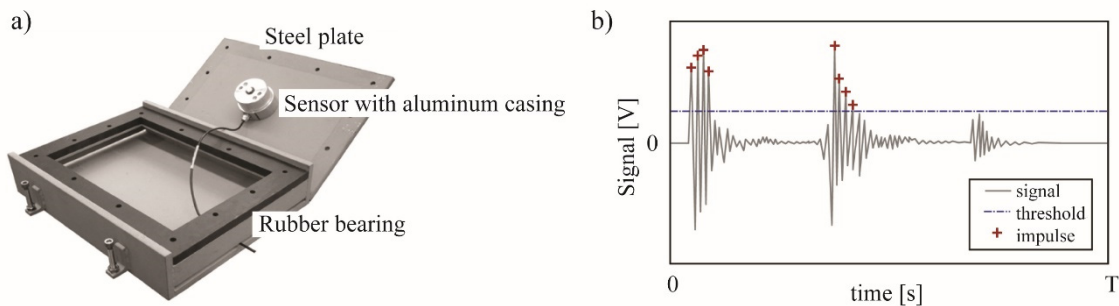 a)
Steel plate
Sensor with aluminum casing
Rubber bearing
b)
Signal [V]
0
signal
threshold
impulse
0
T
time [s]